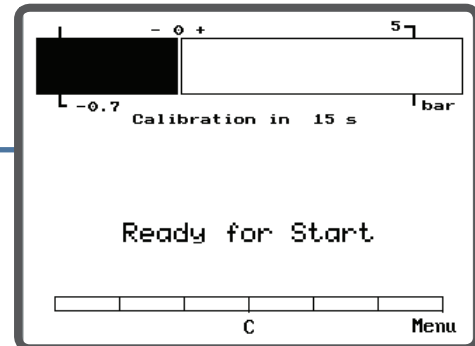 - 0 + 5
-0.7 bar
Calibration in 15 s
Ready for Start
C Menu